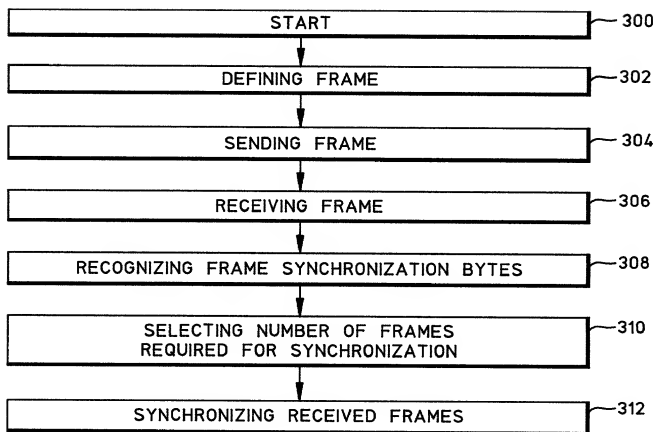 START 300
DEFINING FRAME 302
SENDING FRAME 304
RECEIVING FRAME 306
RECOGNIZING FRAME SYNCHRONIZATION BYTES 308
SELECTING NUMBER OF FRAMES 310
REQUIRED FOR SYNCHRONIZATION
SYNCHRONIZING RECEIVED FRAMES 312